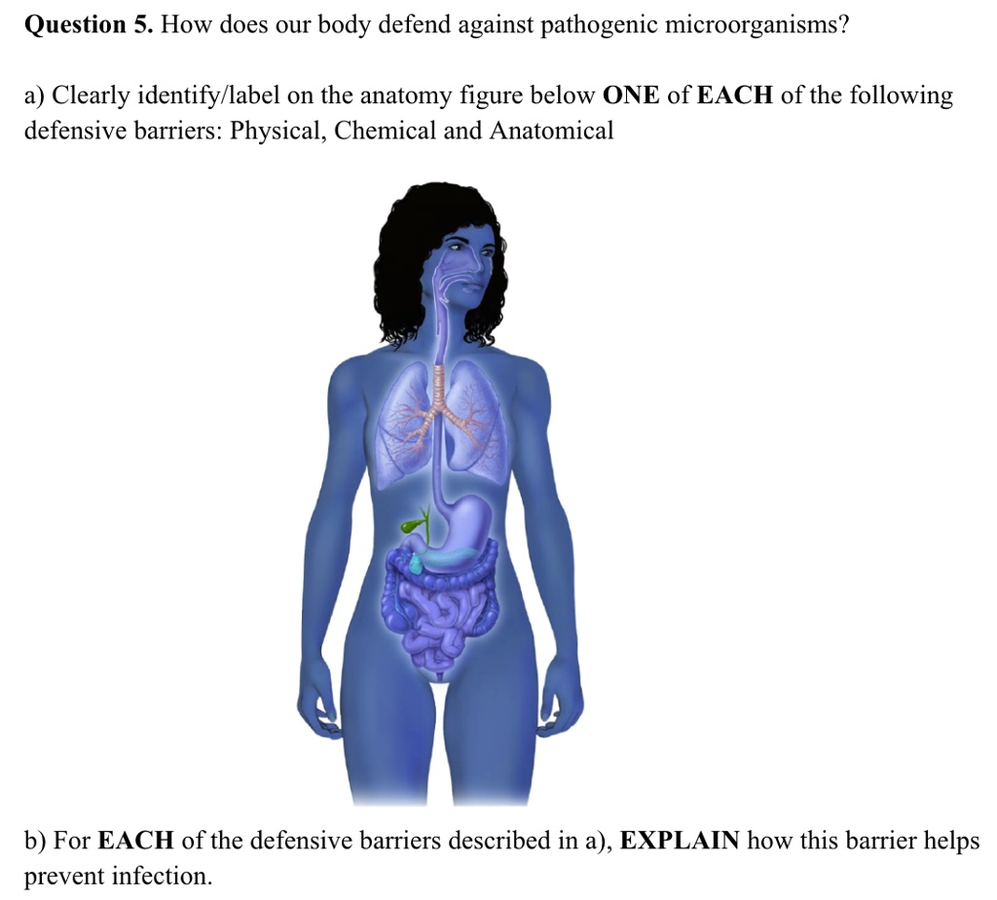 Question 5. How does our body defend against pathogenic microorganisms?
a) Clearly identify/label on the anatomy figure below ONE of EACH of the following
defensive barriers: Physical, Chemical and Anatomical
b) For EACH of the defensive barriers described in a), EXPLAIN how this barrier helps
prevent infection.